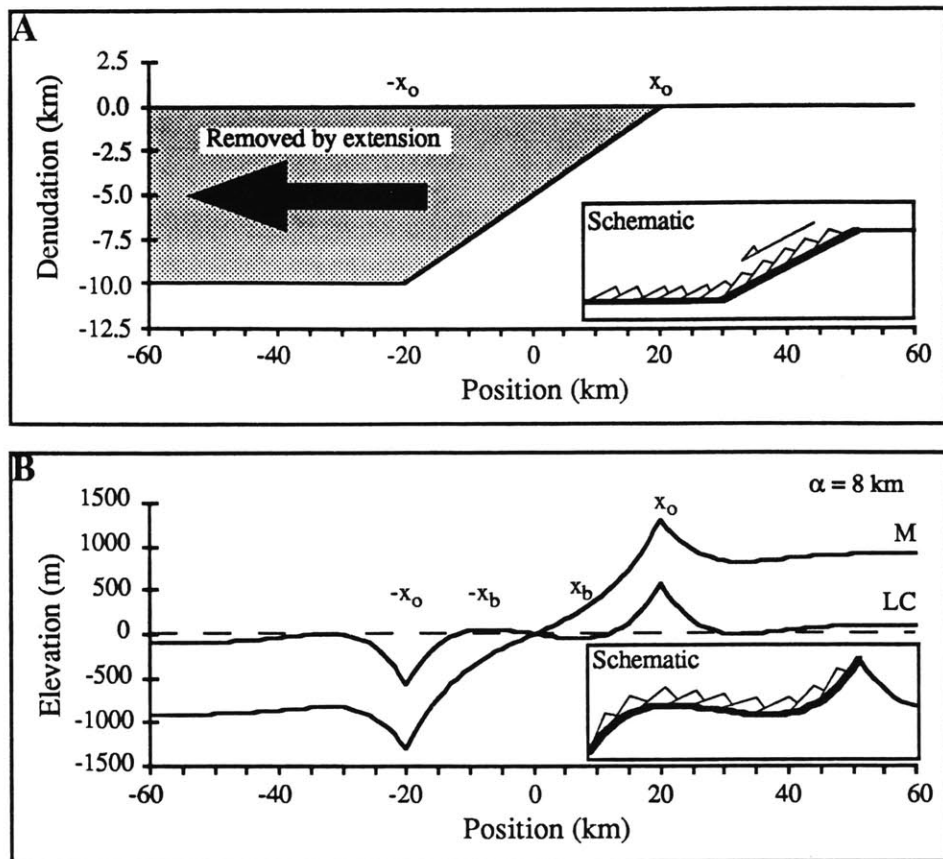 A
Denudation (km)
2.5
0.0
-2.5
-5.0
-7.5
-10.0
-12.5
-xo
xo
Removed by extension
Schematic
-60 -40 -20 0 20 40 60
Position (km)
B
Elevation (m)
1500
1000
500
0
-500
-1000
-1500
α = 8 km
xo
M
-xo -xb xb LC
Schematic
-60 -40 -20 0 20 40 60
Position (km)